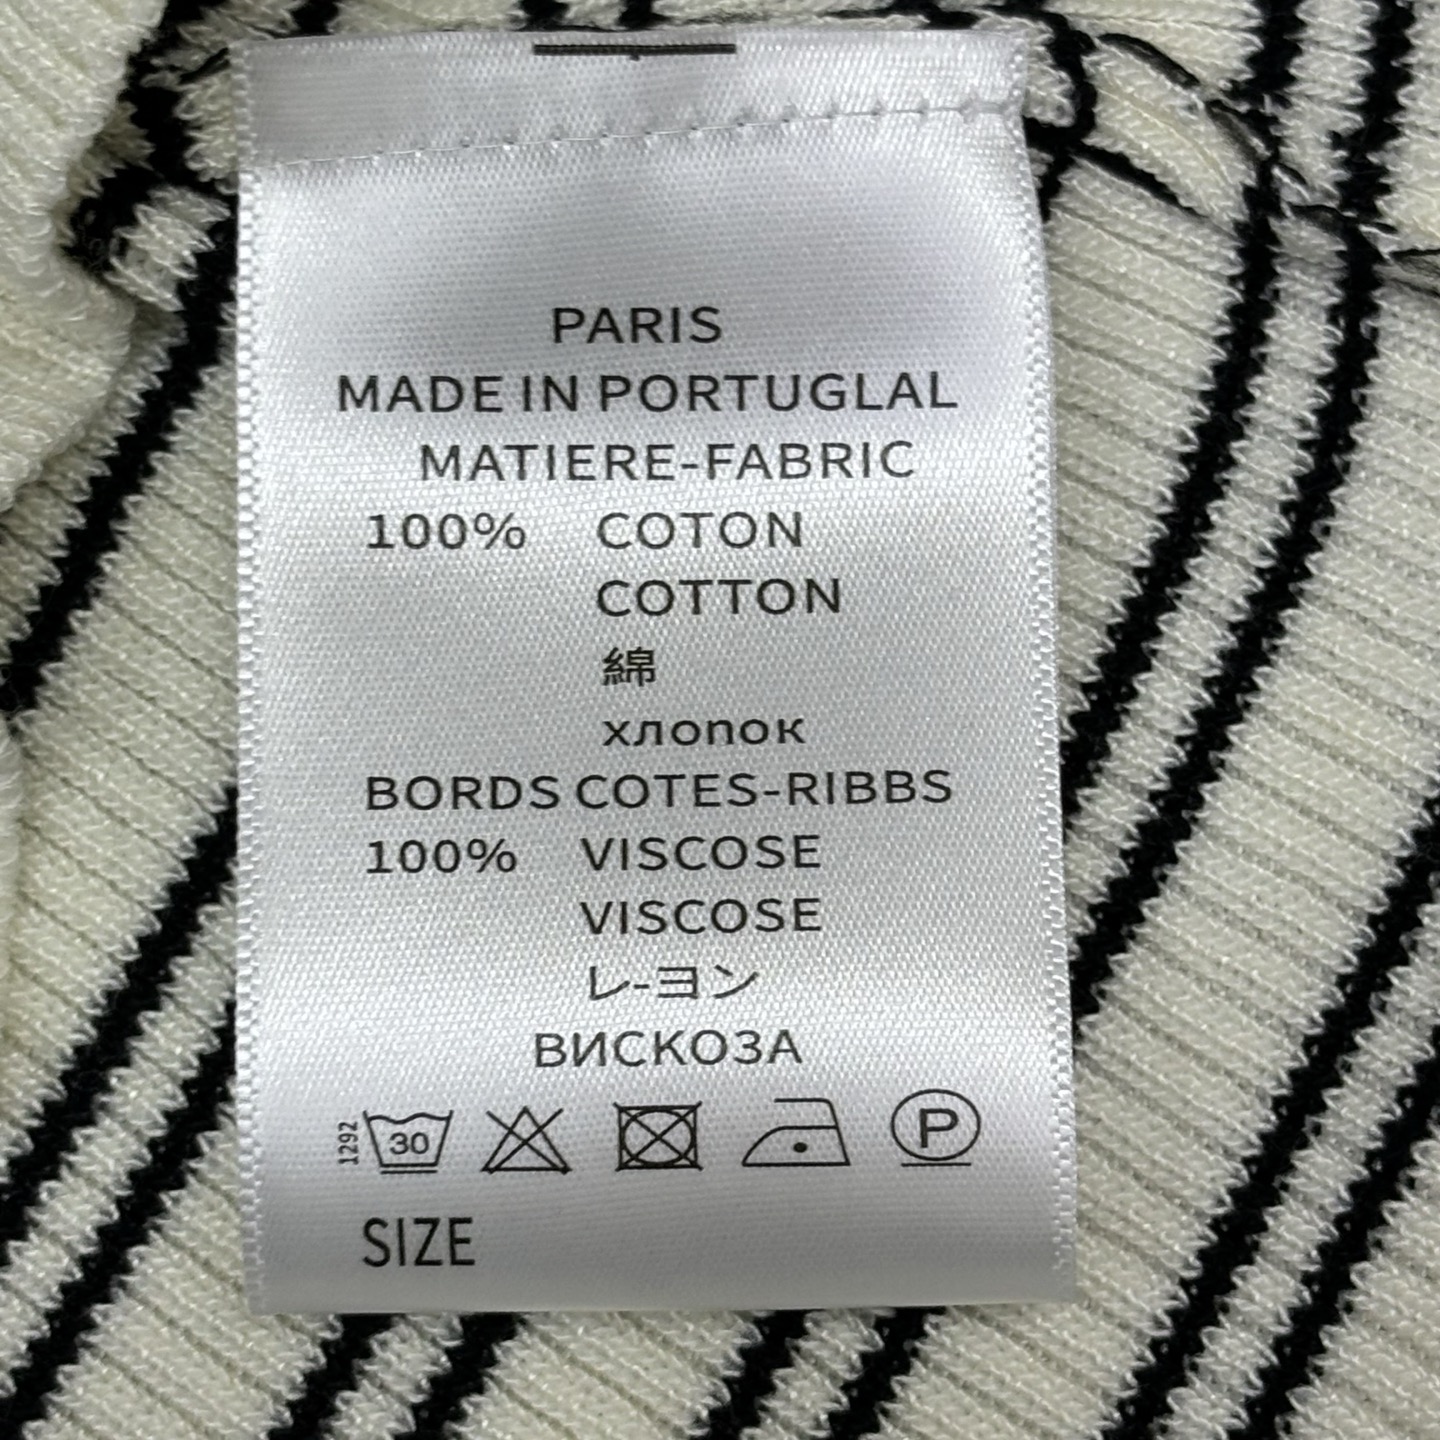 PARIS
MADE IN PORTUGLAL
MATIERE-FABRIC
100% COTON
COTTON
綿
хлопок
BORDS COTES-RIBBS
100% VISCOSE
VISCOSE
レ-ヨン
ВИСКОЗА
1292 30 P
SIZE